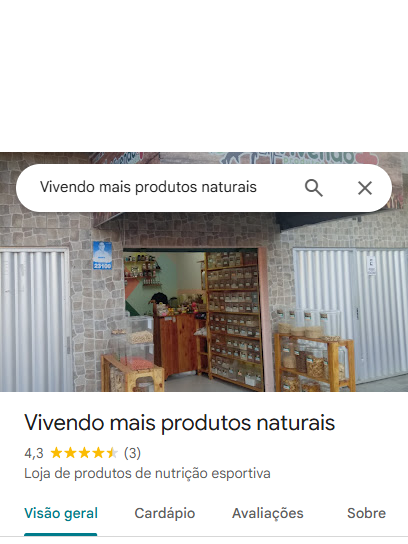 Vivendo mais produtos naturais
23100
Vivendo mais produtos naturais
4,3 (3)
Loja de produtos de nutrição esportiva
Visão geral Cardápio Avaliações Sobre